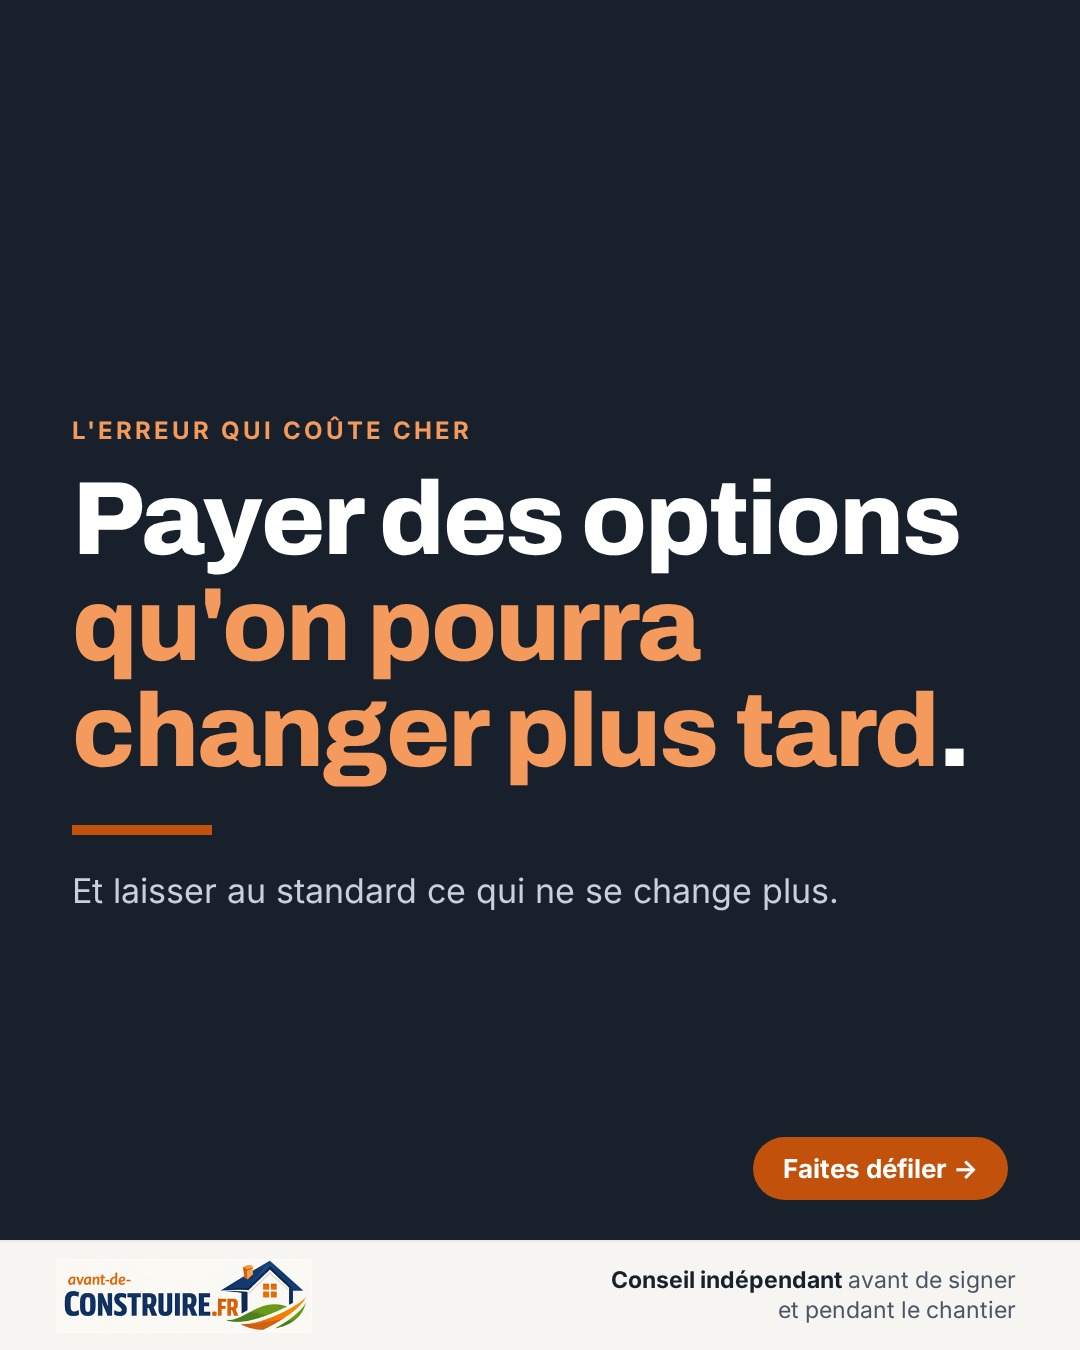 L'ERREUR QUI COÛTE CHER
Payer des options
qu'on pourra
changer plus tard.
Et laisser au standard ce qui ne se change plus.
Faites défiler →
avant-de-
CONSTRUIRE.FR
Conseil indépendant avant de signer
et pendant le chantier